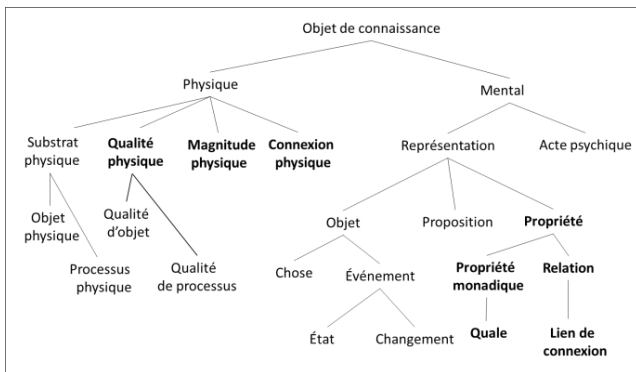 Objet de connaissance
Physique
Mental
Substrat
physique
Qualité
physique
Magnitude
physique
Connexion
physique
Représentation
Acte psychique
Objet
physique
Qualité
d'objet
Processus
physique
Qualité
de processus
Objet
Proposition
Propriété
Chose
Événement
Propriété
monadique
Relation
État
Changement
Quale
Lien de
connexion